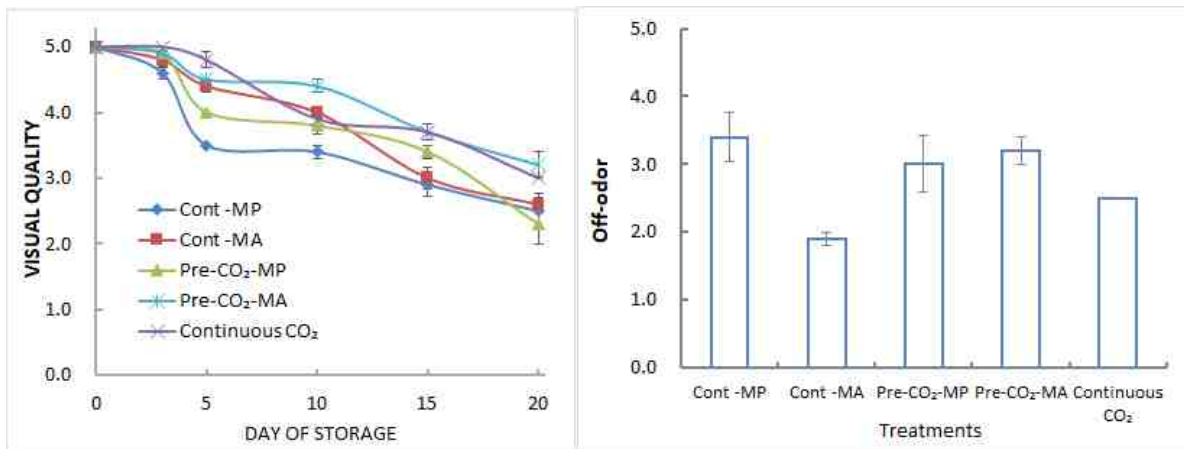 VISUAL QUALITY
5.0
4.0
3.0
2.0
1.0
0.0
Cont -MP
Cont -MA
Pre-CO₂-MP
Pre-CO₂-MA
Continuous CO₂
0 5 10 15 20
DAY OF STORAGE
Off-odor
5.0
4.0
3.0
2.0
1.0
0.0
Cont -MP Cont -MA Pre-CO₂-MP Pre-CO₂-MA Continuous
CO₂
Treatments